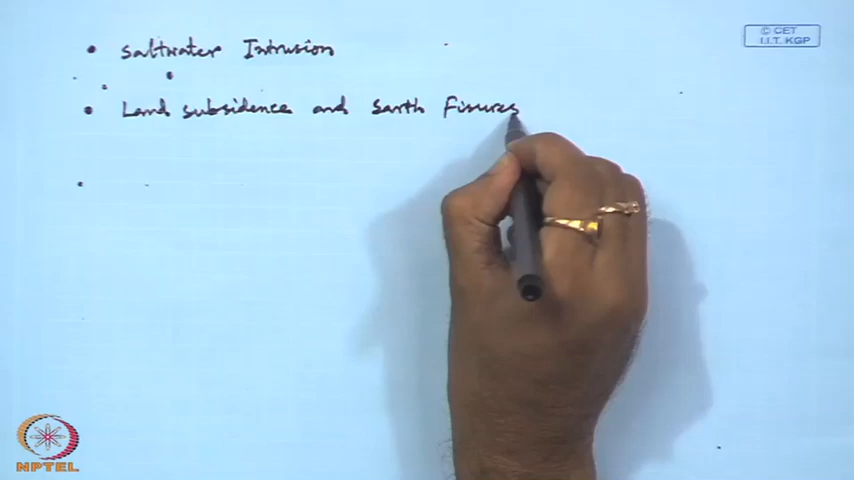 © CET
I.I.T. KGP
• Saltwater Intrusion
• Land subsidence and Earth Fissures
NPTEL